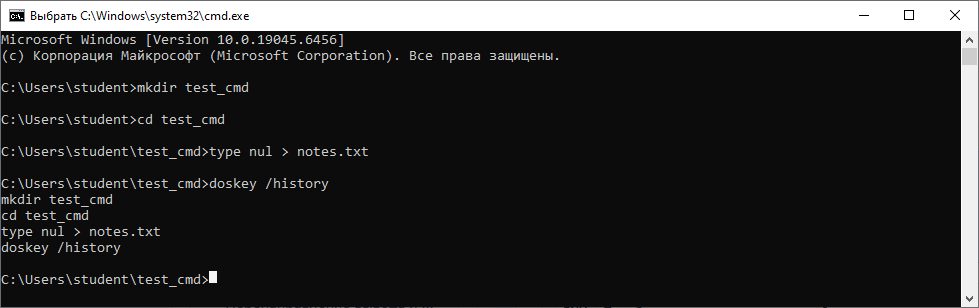 Выбрать C:\Windows\system32\cmd.exe
Microsoft Windows [Version 10.0.19045.6456]
(c) Корпорация Майкрософт (Microsoft Corporation). Все права защищены.
C:\Users\student>mkdir test_cmd
C:\Users\student>cd test_cmd
C:\Users\student\test_cmd>type nul > notes.txt
C:\Users\student\test_cmd>doskey /history
mkdir test_cmd
cd test_cmd
type nul > notes.txt
doskey /history
C:\Users\student\test_cmd>